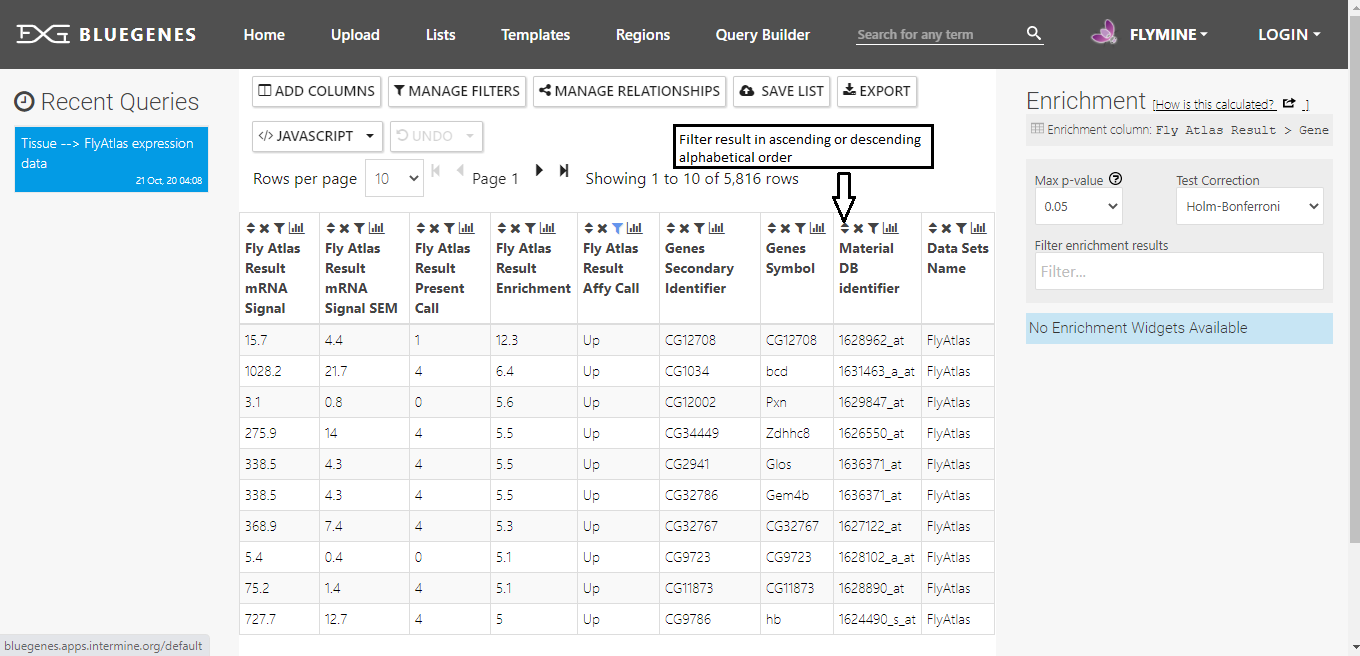 BLUEGENES
Home
Upload
Lists
Templates
Regions
Query Builder
Search for any term
FLYMINE
LOGIN
Recent Queries
Tissue --> FlyAtlas expression
data
21 Oct, 20 04:08
ADD COLUMNS
MANAGE FILTERS
MANAGE RELATIONSHIPS
SAVE LIST
EXPORT
</> JAVASCRIPT
UNDO
Filter result in ascending or descending
alphabetical order
Rows per page
10
Page 1
Showing 1 to 10 of 5,816 rows
Fly Atlas
Result
mRNA
Signal
Fly Atlas
Result
mRNA
Signal SEM
Fly Atlas
Result
Present
Call
Fly Atlas
Result
Enrichment
Fly Atlas
Result
Affy Call
Genes
Secondary
Identifier
Genes
Symbol
Material
DB
identifier
Data Sets
Name
15.7 4.4 1 12.3 Up CG12708 CG12708 1628962_at FlyAtlas
1028.2 21.7 4 6.4 Up CG1034 bcd 1631463_a_at FlyAtlas
3.1 0.8 0 5.6 Up CG12002 Pxn 1629847_at FlyAtlas
275.9 14 4 5.5 Up CG34449 Zdhhc8 1626550_at FlyAtlas
338.5 4.3 4 5.5 Up CG2941 Glos 1636371_at FlyAtlas
338.5 4.3 4 5.5 Up CG32786 Gem4b 1636371_at FlyAtlas
368.9 7.4 4 5.3 Up CG32767 CG32767 1627122_at FlyAtlas
5.4 0.4 0 5.1 Up CG9723 CG9723 1628102_a_at FlyAtlas
75.2 1.4 4 5.1 Up CG11873 CG11873 1628890_at FlyAtlas
727.7 12.7 4 5 Up CG9786 hb 1624490_s_at FlyAtlas
Enrichment [How is this calculated? ]
Enrichment column: Fly Atlas Result > Gene
Max p-value
0.05
Test Correction
Holm-Bonferroni
Filter enrichment results
Filter...
No Enrichment Widgets Available
bluegenes.apps.intermine.org/default